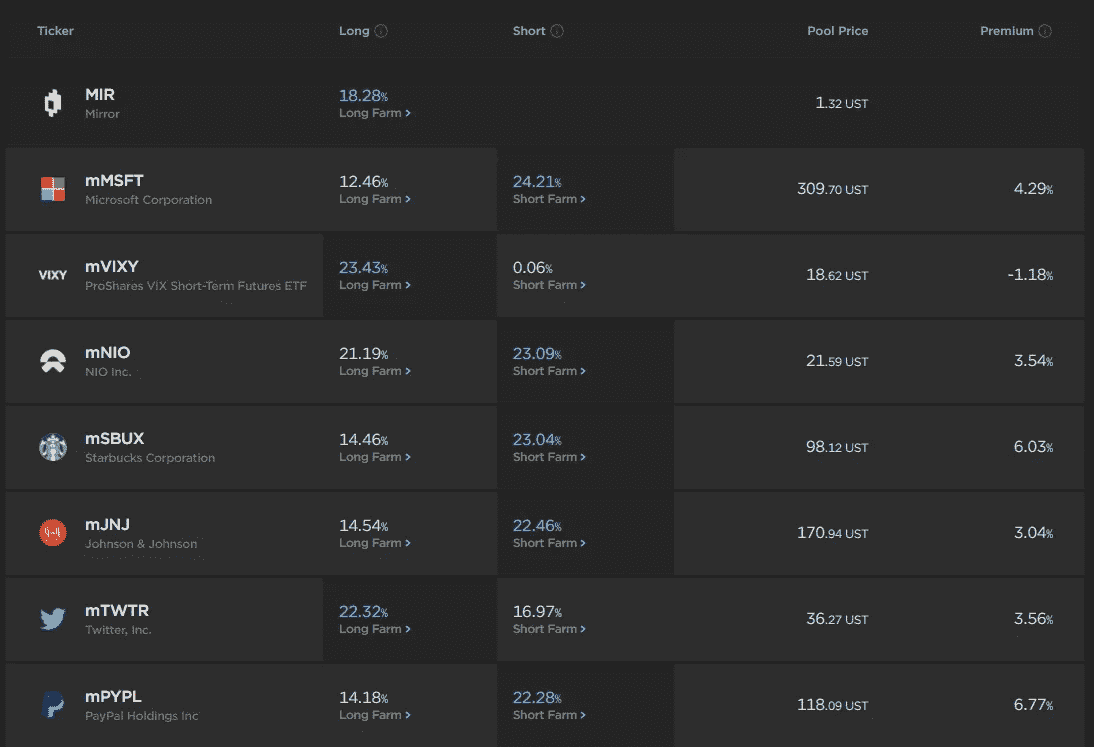 Ticker Long Short Pool Price Premium
MIR 18.28% 1.32 UST
Mirror Long Farm >
mMSFT 12.46% 24.21% 309.70 UST 4.29%
Microsoft Corporation Long Farm > Short Farm >
VIXY mVIXY 23.43% 0.06% 18.62 UST -1.18%
ProShares VIX Short-Term Futures ETF Long Farm > Short Farm >
mNIO 21.19% 23.09% 21.59 UST 3.54%
NIO Inc. Long Farm > Short Farm >
mSBUX 14.46% 23.04% 98.12 UST 6.03%
Starbucks Corporation Long Farm > Short Farm >
mJNJ 14.54% 22.46% 170.94 UST 3.04%
Johnson & Johnson Long Farm > Short Farm >
mTWTR 22.32% 16.97% 36.27 UST 3.56%
Twitter, Inc. Long Farm > Short Farm >
mPYPL 14.18% 22.28% 118.09 UST 6.77%
PayPal Holdings Inc Long Farm > Short Farm >